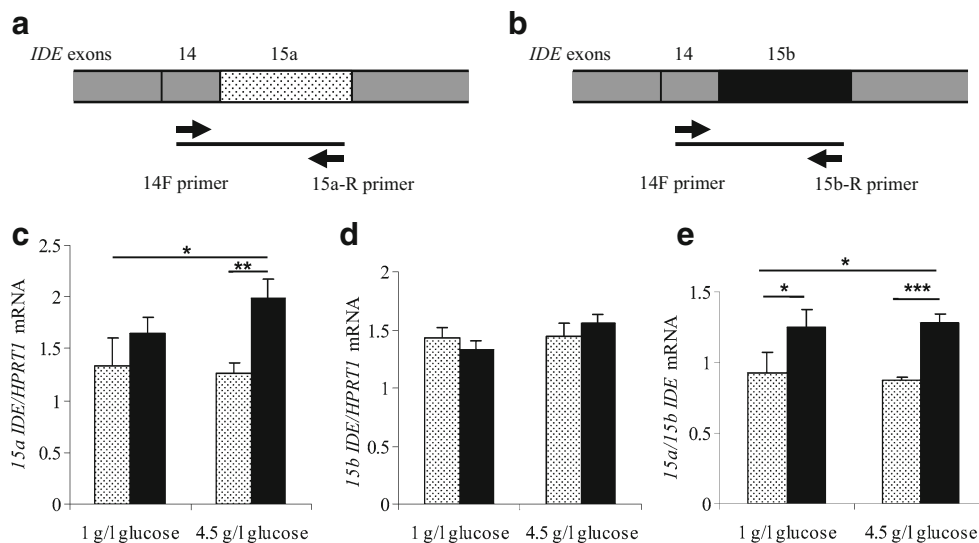 a
IDE exons 14 15a
14F primer 15a-R primer
b
IDE exons 14 15b
14F primer 15b-R primer
c
15a IDE/HPRT1 mRNA
2.5
2
1.5
1
0.5
0
*
**
1 g/l glucose 4.5 g/l glucose
d
15b IDE/HPRT1 mRNA
2
1.5
1
0.5
0
1 g/l glucose 4.5 g/l glucose
e
15a/15b IDE mRNA
1.5
1
0.5
0
*
*
***
1 g/l glucose 4.5 g/l glucose